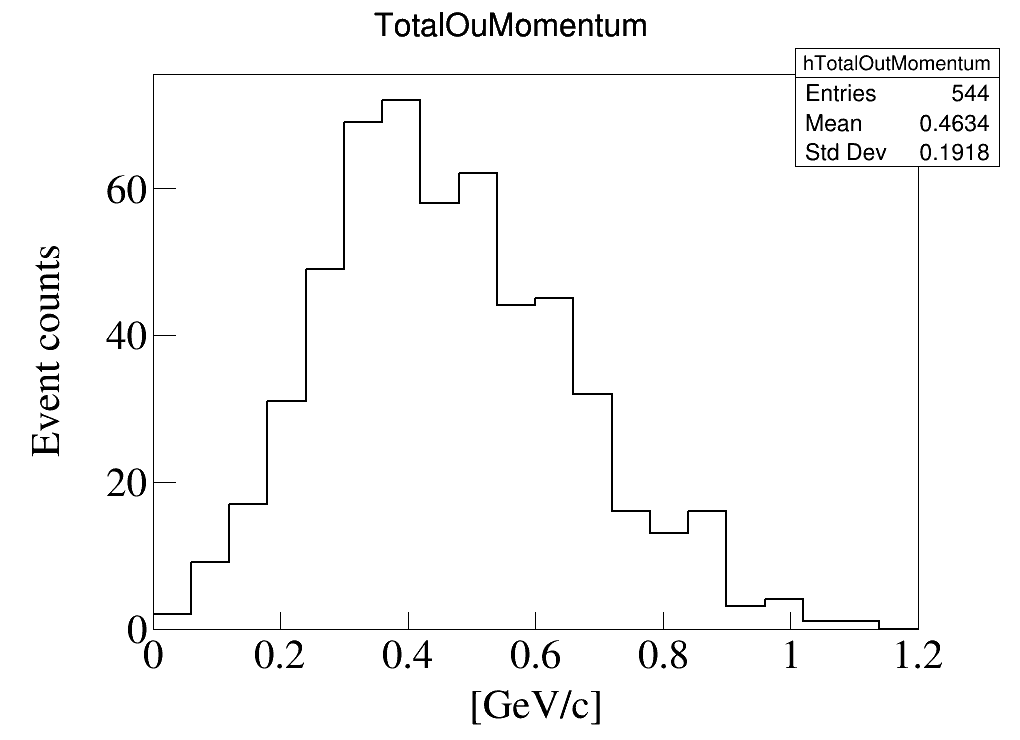 TotalOuMomentum
hTotalOutMomentum
Entries 544
Mean 0.4634
Std Dev 0.1918
Event counts
60
40
20
0
0 0.2 0.4 0.6 0.8 1 1.2
[GeV/c]